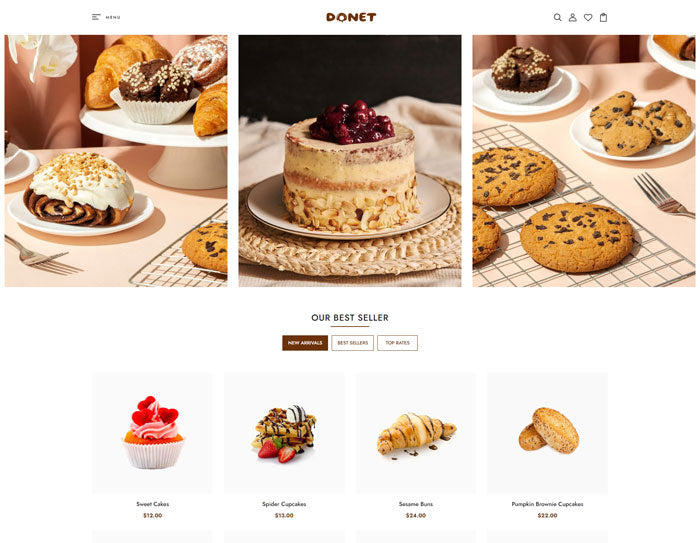 MENU
DONET
OUR BEST SELLER
NEW ARRIVALS
BEST SELLERS
TOP RATES
Sweet Cakes
$12.00
Spider Cupcakes
$13.00
Sesame Buns
$24.00
Pumpkin Brownie Cupcakes
$22.00